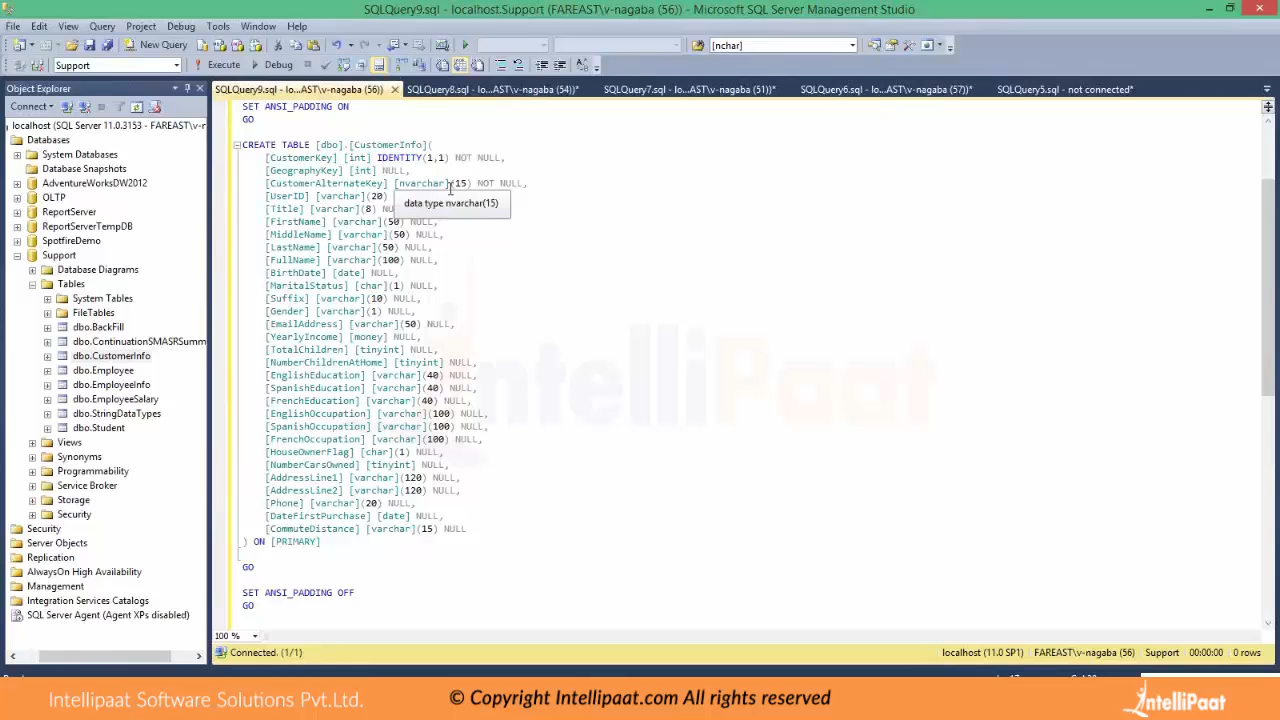 SQLQuery9.sql - localhost.Support (FAREAST\v-nagaba (56)) - Microsoft SQL Server Management Studio
File Edit View Query Project Debug Tools Window Help
New Query [nchar]
Support Execute Debug
Object Explorer
SQLQuery9.sql - lo...AST\v-nagaba (56)) SQLQuery8.sql - lo...AST\v-nagaba (54))* SQLQuery7.sql - lo...AST\v-nagaba (51))* SQLQuery6.sql - lo...AST\v-nagaba (57))* SQLQuery5.sql - not connected*
Connect
localhost (SQL Server 11.0.3153 - FAREAST\v-n
Databases
System Databases
Database Snapshots
AdventureWorksDW2012
OLTP
ReportServer
ReportServerTempDB
SpotfireDemo
Support
Database Diagrams
Tables
System Tables
FileTables
dbo.BackFill
dbo.ContinuationSMASRSumm
dbo.CustomerInfo
dbo.Employee
dbo.EmployeeInfo
dbo.EmployeeSalary
dbo.StringDataTypes
dbo.Student
Views
Synonyms
Programmability
Service Broker
Storage
Security
Security
Server Objects
Replication
AlwaysOn High Availability
Management
Integration Services Catalogs
SQL Server Agent (Agent XPs disabled)
SET ANSI_PADDING ON
GO
CREATE TABLE [dbo].[CustomerInfo](
[CustomerKey] [int] IDENTITY(1,1) NOT NULL,
[GeographyKey] [int] NULL,
[CustomerAlternateKey] [nvarchar](15) NOT NULL,
[UserID] [varchar](20)
data type nvarchar(15)
[Title] [varchar](8)
[FirstName] [varchar](50) NULL,
[MiddleName] [varchar](50) NULL,
[LastName] [varchar](50) NULL,
[FullName] [varchar](100) NULL,
[BirthDate] [date] NULL,
[MaritalStatus] [char](1) NULL,
[Suffix] [varchar](10) NULL,
[Gender] [varchar](1) NULL,
[EmailAddress] [varchar](50) NULL,
[YearlyIncome] [money] NULL,
[TotalChildren] [tinyint] NULL,
[NumberChildrenAtHome] [tinyint] NULL,
[EnglishEducation] [varchar](40) NULL,
[SpanishEducation] [varchar](40) NULL,
[FrenchEducation] [varchar](40) NULL,
[EnglishOccupation] [varchar](100) NULL,
[SpanishOccupation] [varchar](100) NULL,
[FrenchOccupation] [varchar](100) NULL,
[HouseOwnerFlag] [char](1) NULL,
[NumberCarsOwned] [tinyint] NULL,
[AddressLine1] [varchar](120) NULL,
[AddressLine2] [varchar](120) NULL,
[Phone] [varchar](20) NULL,
[DateFirstPurchase] [date] NULL,
[CommuteDistance] [varchar](15) NULL
) ON [PRIMARY]
GO
SET ANSI_PADDING OFF
GO
IntelliPaat
100 %
Connected. (1/1) localhost (11.0 SP1) FAREAST\v-nagaba (56) Support 00:00:00 0 rows
Intellipaat Software Solutions Pvt.Ltd. © Copyright Intellipaat.com All rights reserved IntelliPaat